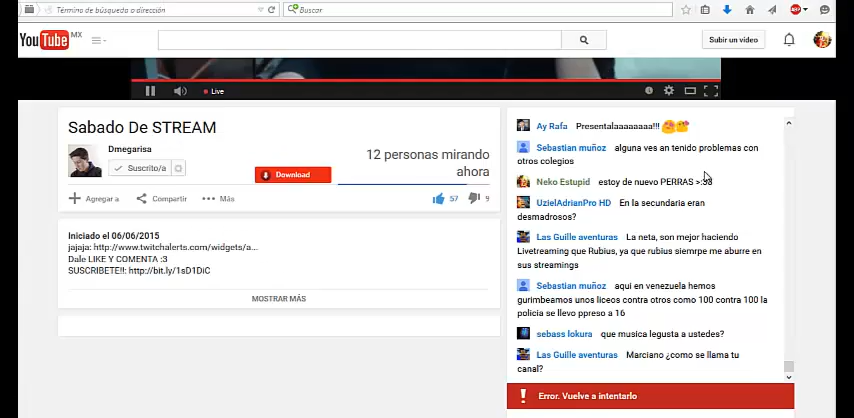 Término de búsqueda o dirección
Buscar
YouTube MX
Subir un video
Live
Sabado De STREAM
Dmegarisa
Suscrito/a
12 personas mirando
ahora
Download
Agregar a
Compartir
Más
57
9
Iniciado el 06/06/2015
jajaja: http://www.twitchalerts.com/widgets/a...
Dale LIKE Y COMENTA :3
SUSCRIBETE!!: http://bit.ly/1sD1DiC
MOSTRAR MÁS
Ay Rafa Presentalaaaaaaa!!!
Sebastian muñoz alguna ves an tenido problemas con
otros colegios
Neko Estupid estoy de nuevo PERRAS
UzielAdrianPro HD En la secundaria eran
desmadrosos?
Las Guille aventuras La neta, son mejor haciendo
Livetreaming que Rubius, ya que rubius siemrpe me aburre en
sus streamings
Sebastian muñoz aqui en venezuela hemos
gurimbeamos unos liceos contra otros como 100 contra 100 la
policia se llevo ppreso a 16
sebass lokura que musica legusta a ustedes?
Las Guille aventuras Marciano ¿como se llama tu
canal?
Error. Vuelve a intentarlo